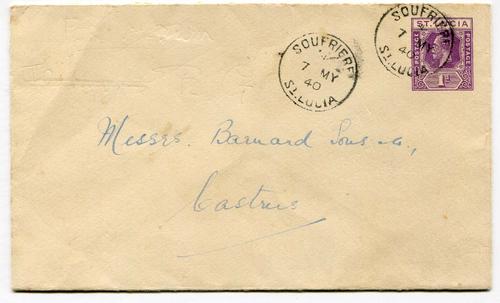 SOUFRIERE
7 MY
40
ST. LUCIA
SOUFRIERE
7 MY
40
ST. LUCIA
ST. LUCIA
POSTAGE
POSTAGE
1D
Messrs. Barnard Sons & Co.,
Castries